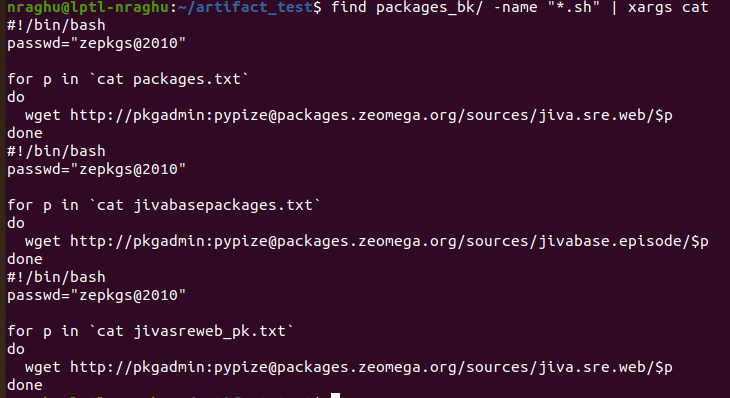 nraghu@lptl-nraghu:~/artifact_test$ find packages_bk/ -name "*.sh" | xargs cat
#!/bin/bash
passwd="zepkgs@2010"
for p in `cat packages.txt`
do
  wget http://pkgadmin:pypize@packages.zeomega.org/sources/jiva.sre.web/$p
done
#!/bin/bash
passwd="zepkgs@2010"
for p in `cat jivabasepackages.txt`
do
  wget http://pkgadmin:pypize@packages.zeomega.org/sources/jivabase.episode/$p
done
#!/bin/bash
passwd="zepkgs@2010"
for p in `cat jivasreweb_pk.txt`
do
  wget http://pkgadmin:pypize@packages.zeomega.org/sources/jiva.sre.web/$p
done